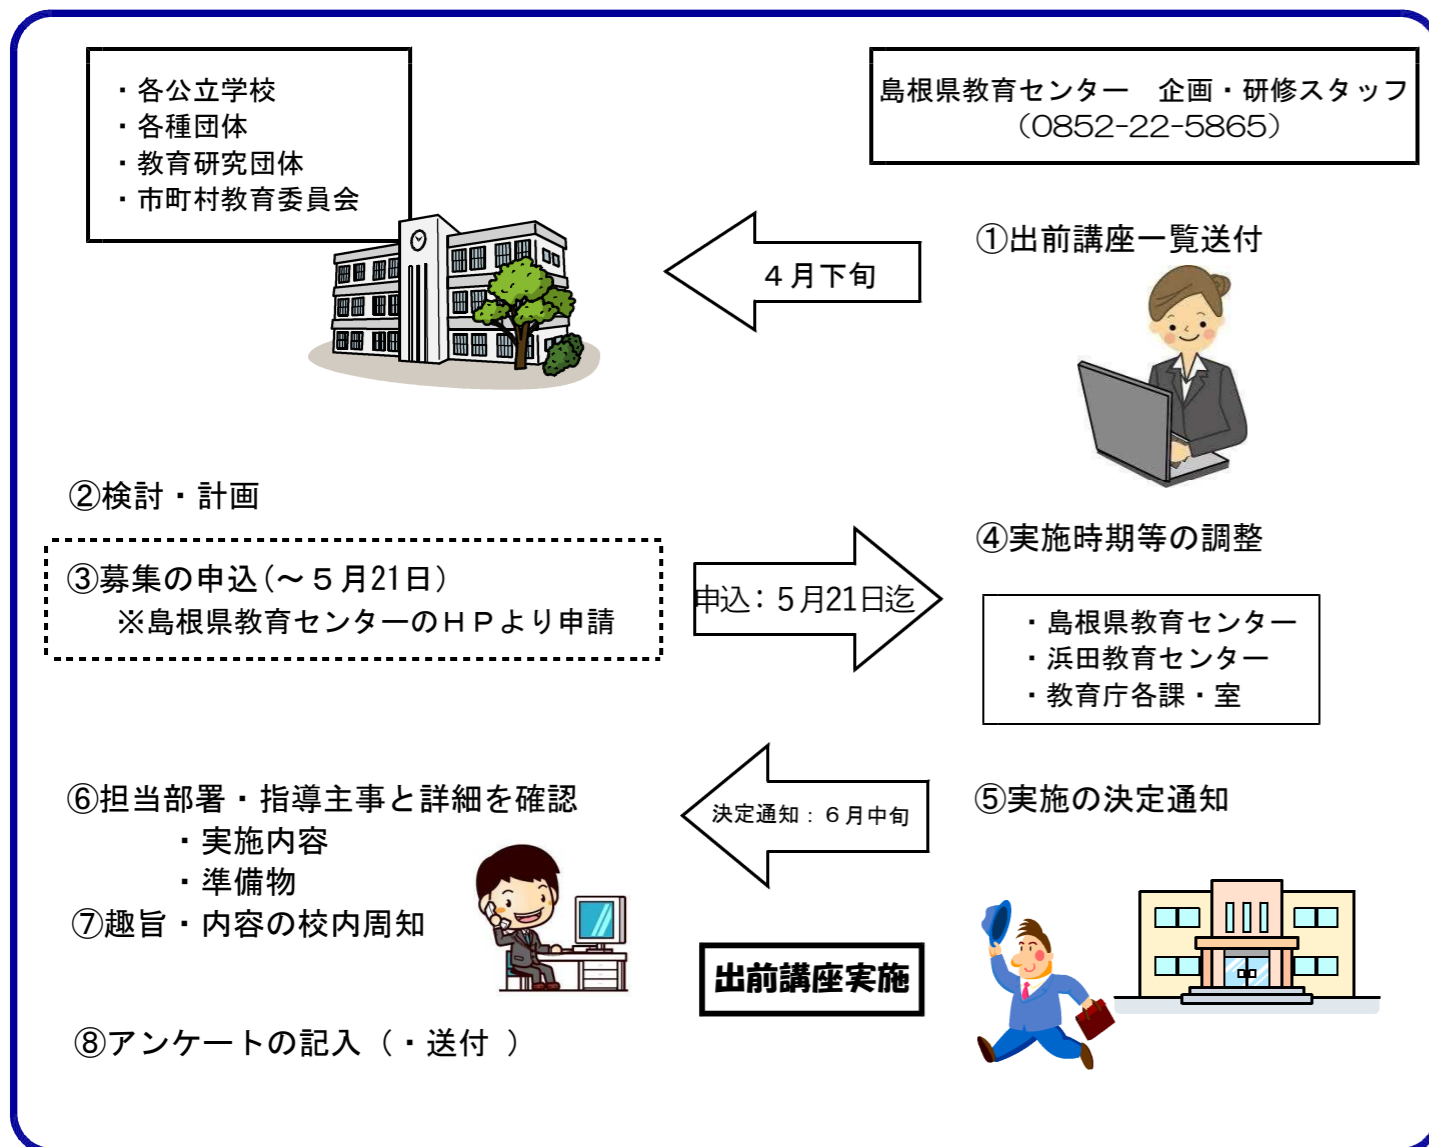 ・各公立学校
・各種団体
・教育研究団体
・市町村教育委員会
島根県教育センター　企画・研修スタッフ
（0852-22-5865）
①出前講座一覧送付
４月下旬
②検討・計画
③募集の申込（～５月21日）
※島根県教育センターのＨＰより申請
申込：５月21日迄
④実施時期等の調整
・島根県教育センター
・浜田教育センター
・教育庁各課・室
⑤実施の決定通知
決定通知：６月中旬
⑥担当部署・指導主事と詳細を確認
・実施内容
・準備物
⑦趣旨・内容の校内周知
出前講座実施
⑧アンケートの記入（・送付 ）